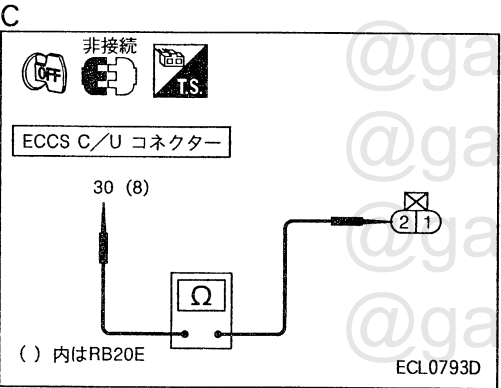 C
非接続
OFF
T.S.
ECCS C/U コネクター
30 (8)
2 1
Ω
( ) 内はRB20E
ECL0793D
@ga
@ga
@ga
@ga